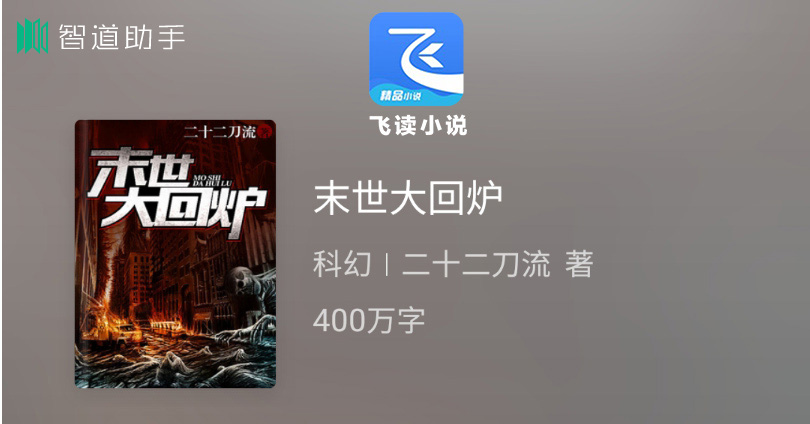 智道助手
飞
精品小说
飞读小说
二十二刀流 著
末世
MO SHI
DA HUI LU
大回炉
末世大回炉
科幻 | 二十二刀流 著
400万字